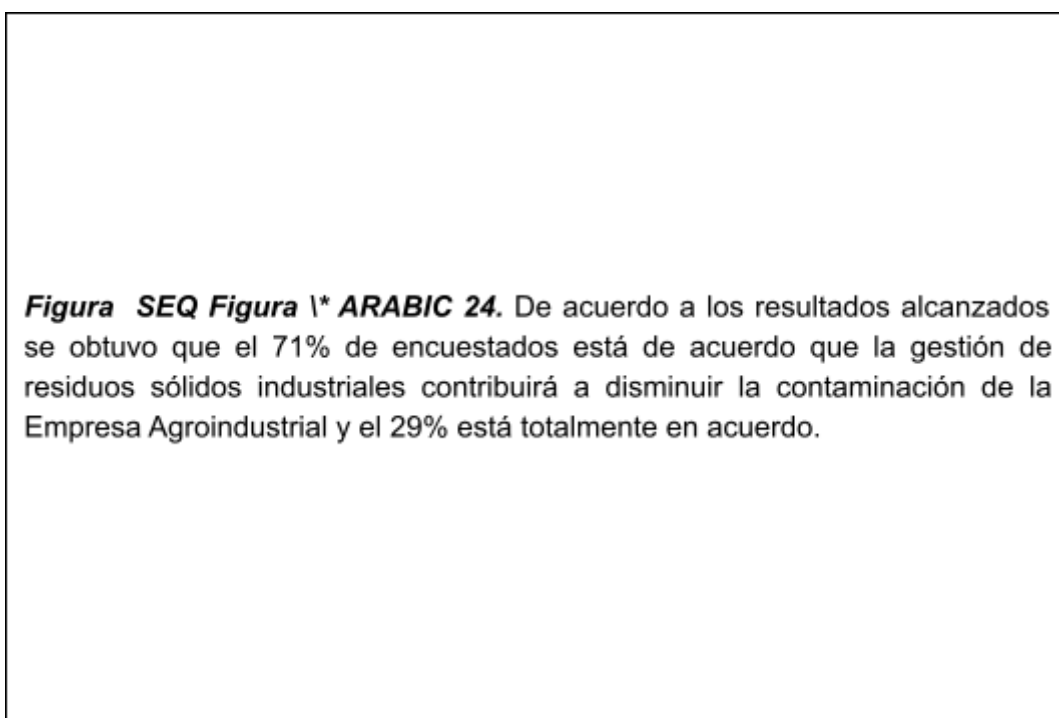 Figura SEQ Figura \* ARABIC 24. De acuerdo a los resultados alcanzados
se obtuvo que el 71% de encuestados está de acuerdo que la gestión de
residuos sólidos industriales contribuirá a disminuir la contaminación de la
Empresa Agroindustrial y el 29% está totalmente en acuerdo.